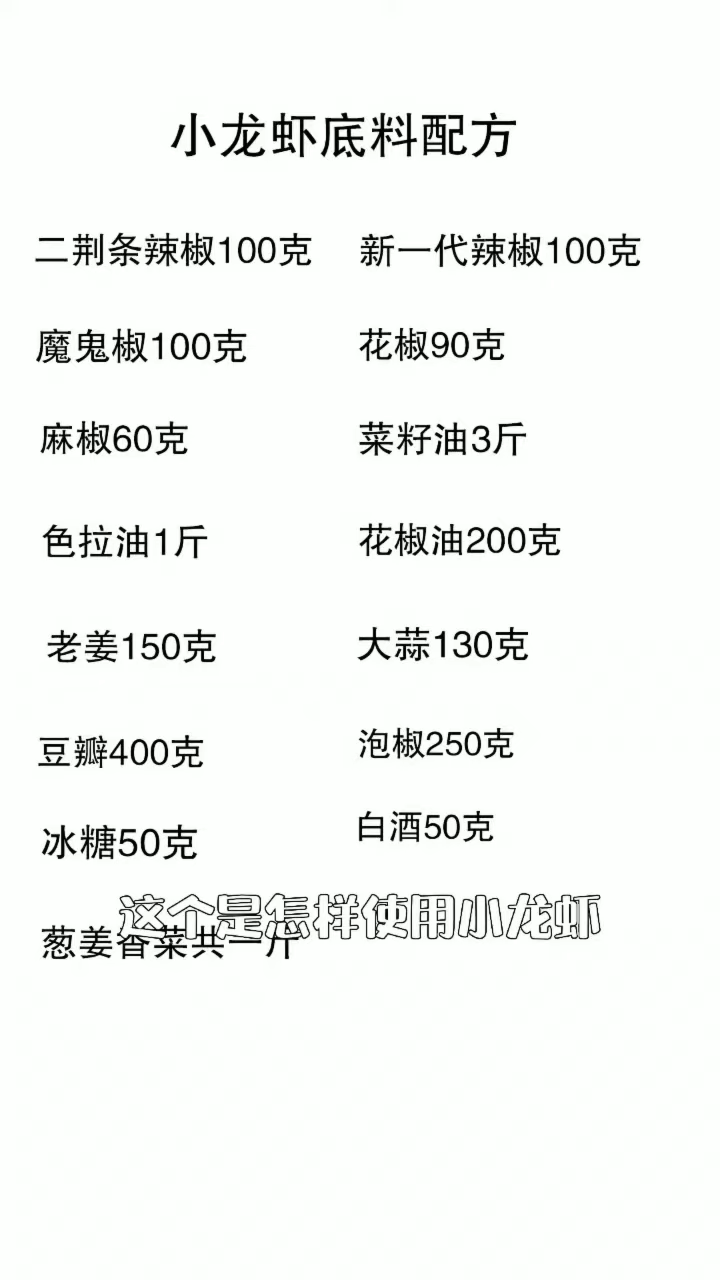 小龙虾底料配方
二荆条辣椒100克 新一代辣椒100克
魔鬼椒100克 花椒90克
麻椒60克 菜籽油3斤
色拉油1斤 花椒油200克
老姜150克 大蒜130克
豆瓣400克 泡椒250克
冰糖50克 白酒50克
这个是怎样使用小龙虾
葱姜香菜共一斤